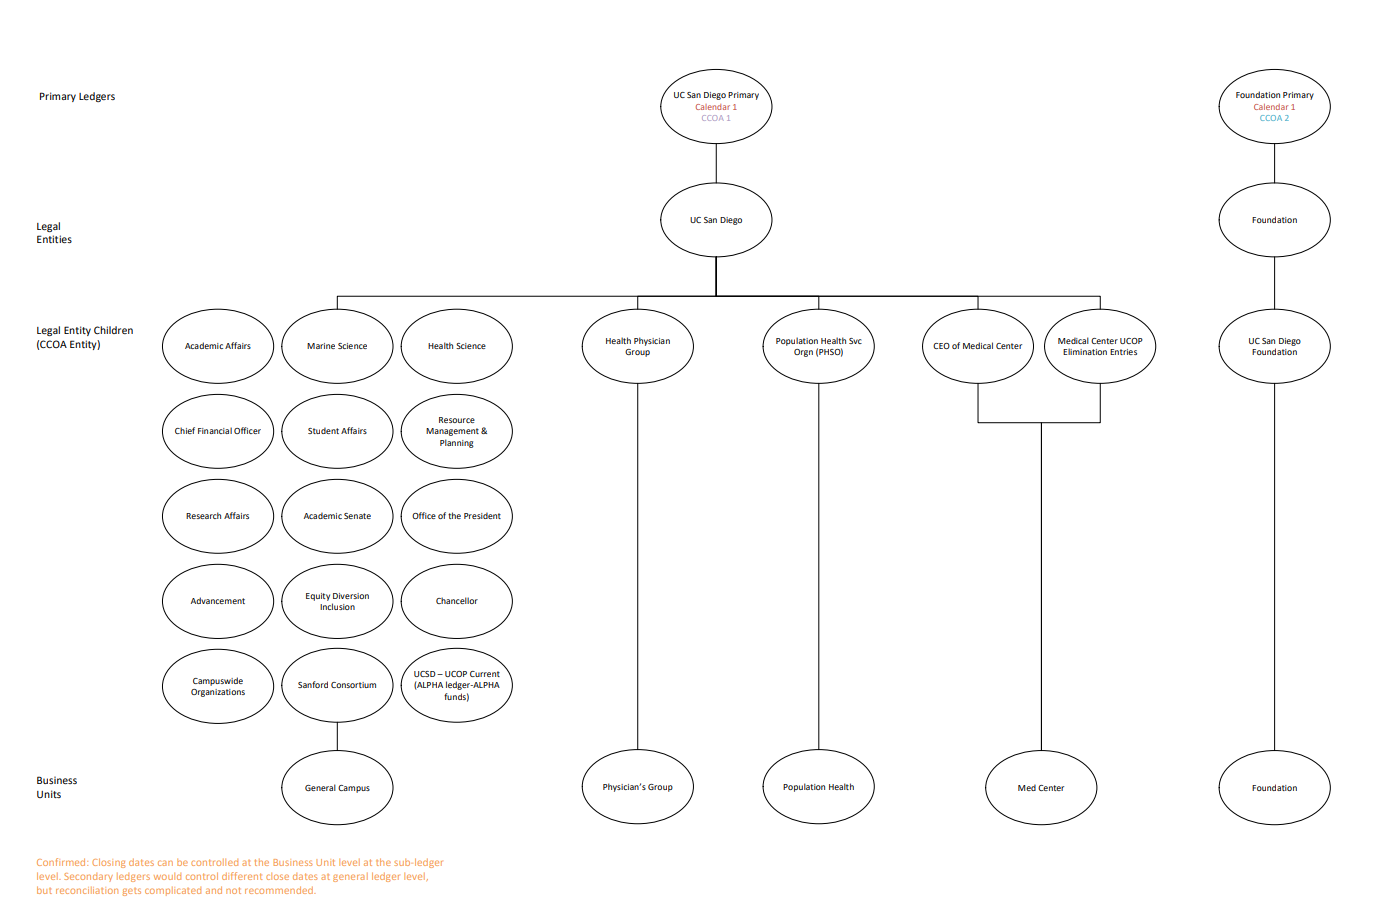 Primary Ledgers
UC San Diego Primary
Calendar 1
CCOA 1
Foundation Primary
Calendar 1
CCOA 2
Legal
Entities
UC San Diego
Foundation
Legal Entity Children
(CCOA Entity)
Academic Affairs
Marine Science
Health Science
Health Physician
Group
Population Health Svc
Orgn (PHSO)
CEO of Medical Center
Medical Center UCOP
Elimination Entries
UC San Diego
Foundation
Chief Financial Officer
Student Affairs
Resource
Management &
Planning
Research Affairs
Academic Senate
Office of the President
Advancement
Equity Diversion
Inclusion
Chancellor
Campuswide
Organizations
Sanford Consortium
UCSD – UCOP Current
(ALPHA ledger-ALPHA
funds)
Business
Units
General Campus
Physician's Group
Population Health
Med Center
Foundation
Confirmed: Closing dates can be controlled at the Business Unit level at the sub-ledger
level. Secondary ledgers would control different close dates at general ledger level,
but reconciliation gets complicated and not recommended.